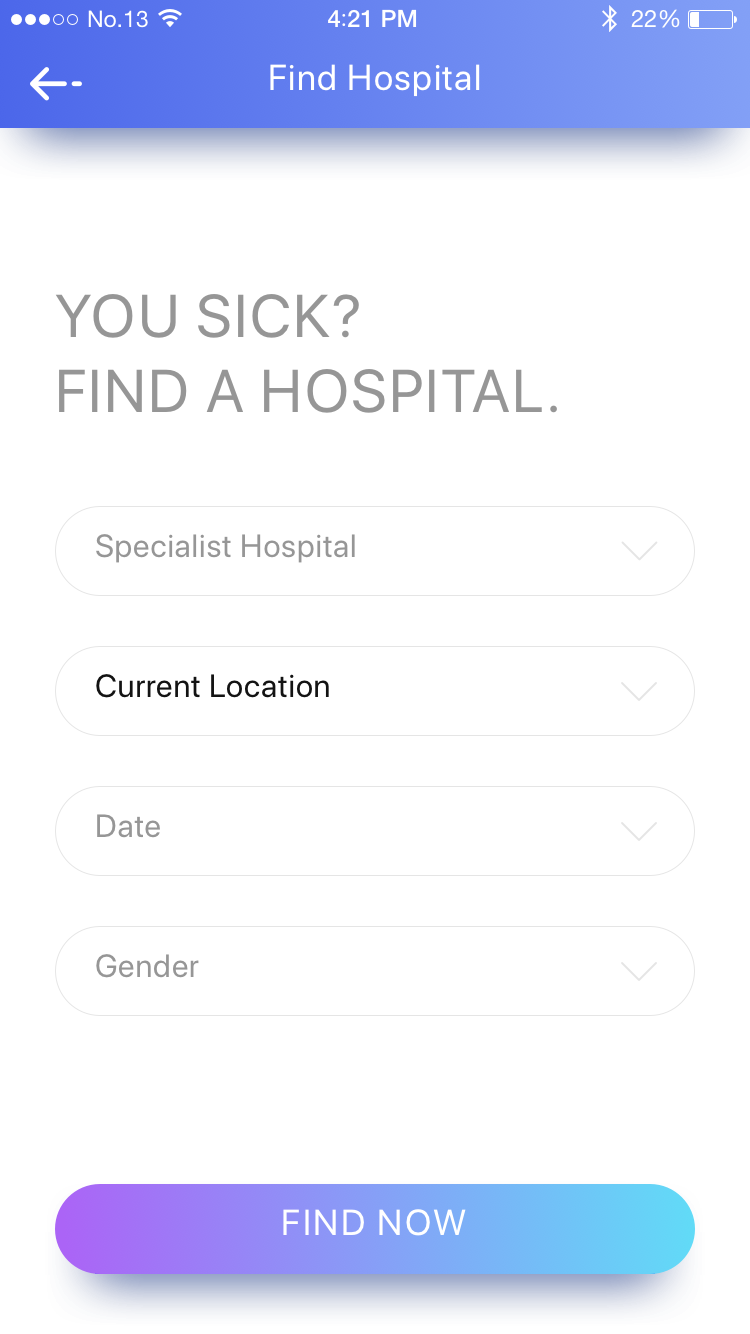 No.13 4:21 PM 22%
Find Hospital
YOU SICK?
FIND A HOSPITAL.
Specialist Hospital
Current Location
Date
Gender
FIND NOW